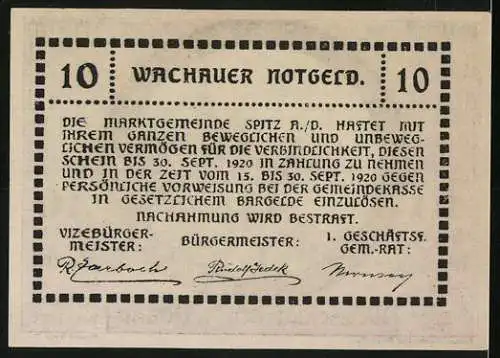 10 WACHAUER NOTGELD. 10
DIE MARKTGEMEINDE SPITZ A./D. HAFTET MIT
IHREM GANZEN BEWEGLICHEN UND UNBEWEG-
LICHEN VERMÖGEN FÜR DIE VERBINDLICHKEIT, DIESEN
SCHEIN BIS 30. SEPT. 1920 IN ZAHLUNG ZU NEHMEN
UND IN DER ZEIT VOM 15. BIS 30. SEPT. 1920 GEGEN
PERSÖNLICHE VORWEISUNG BEI DER GEMEINDEKASSE
IN GESETZLICHEM BARGELDE EINZULÖSEN.
NACHAHMUNG WIRD BESTRAFT.
VIZEBÜRGER-
MEISTER:
BÜRGERMEISTER:
1. GESCHÄFTSF.
GEM.-RAT:
Rudolf Jedek